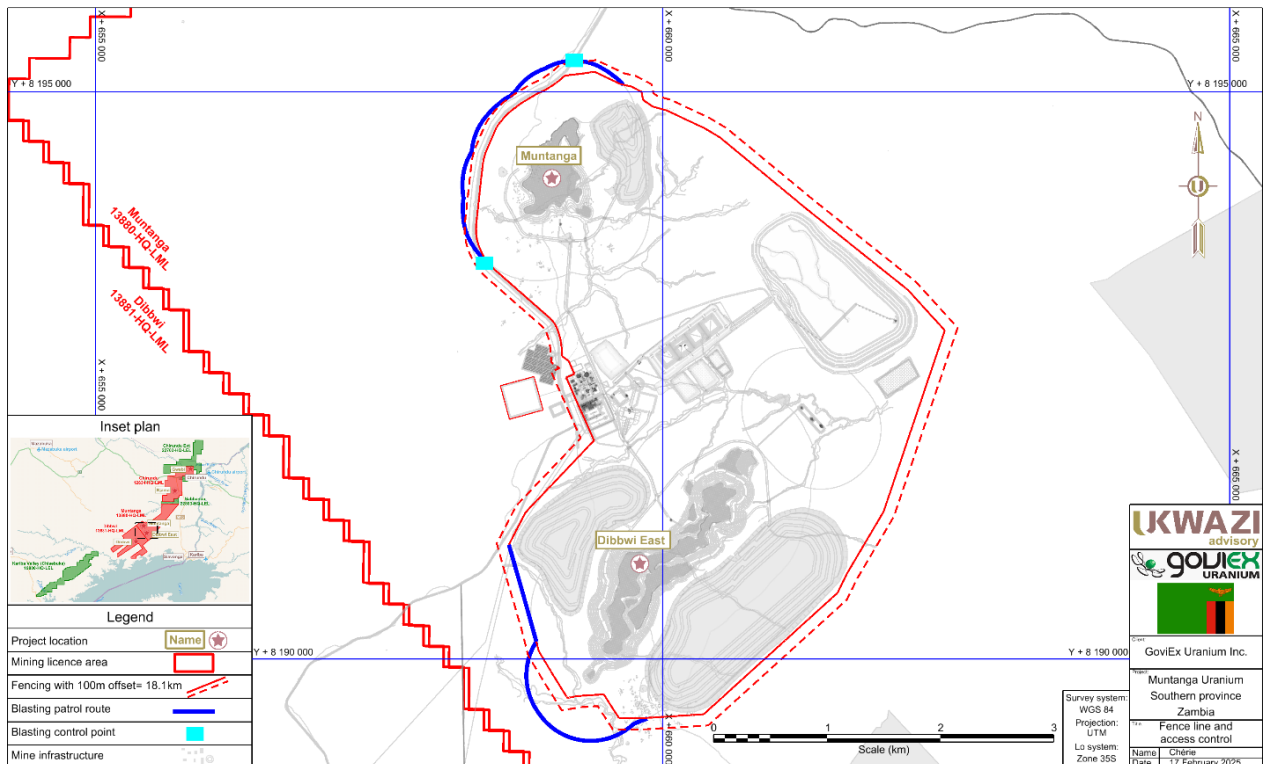 X + 655 000
X + 660 000
X + 665 000
Y + 8 195 000
Y + 8 195 000
N
U
Muntanga
Muntanga
13880-HQ-LML
Dibbwi
13881-HQ-LML
X + 655 000
X + 665 000
Dibbwi East
Inset plan
Legend
Project location
Name
Mining licence area
Fencing with 100m offset= 18.1km
Blasting patrol route
Blasting control point
Mine infrastructure
Y + 8 190 000
Y + 8 190 000
X + 660 000
0
1
2
3
Scale (km)
UKWAZI
advisory
GOVIEX
URANIUM
Client
GoviEx Uranium Inc.
Project
Muntanga Uranium
Southern province
Zambia
Title
Fence line and
access control
Name
Chérie
Date
17 February 2025
Survey system:
WGS 84
Projection:
UTM
Lo system:
Zone 35S